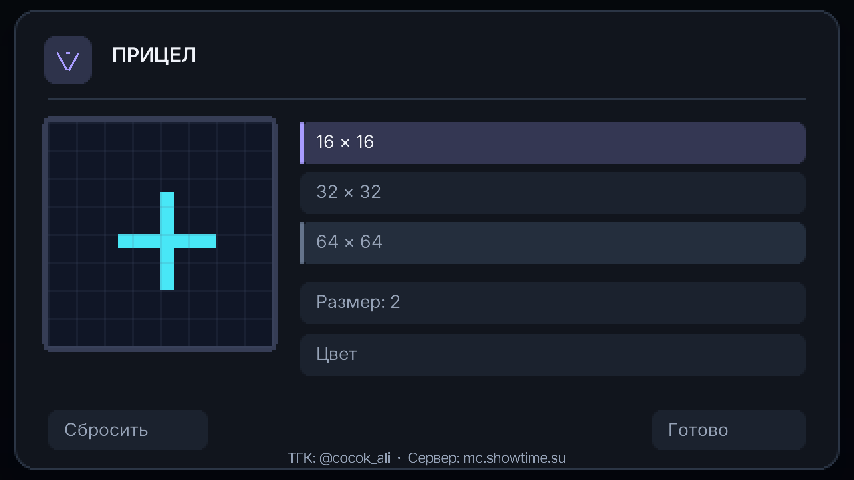 ПРИЦЕЛ
16 × 16
32 × 32
64 × 64
Размер: 2
Цвет
Сбросить
Готово
ТГК: @cocok_ali · Сервер: mc.showtime.su